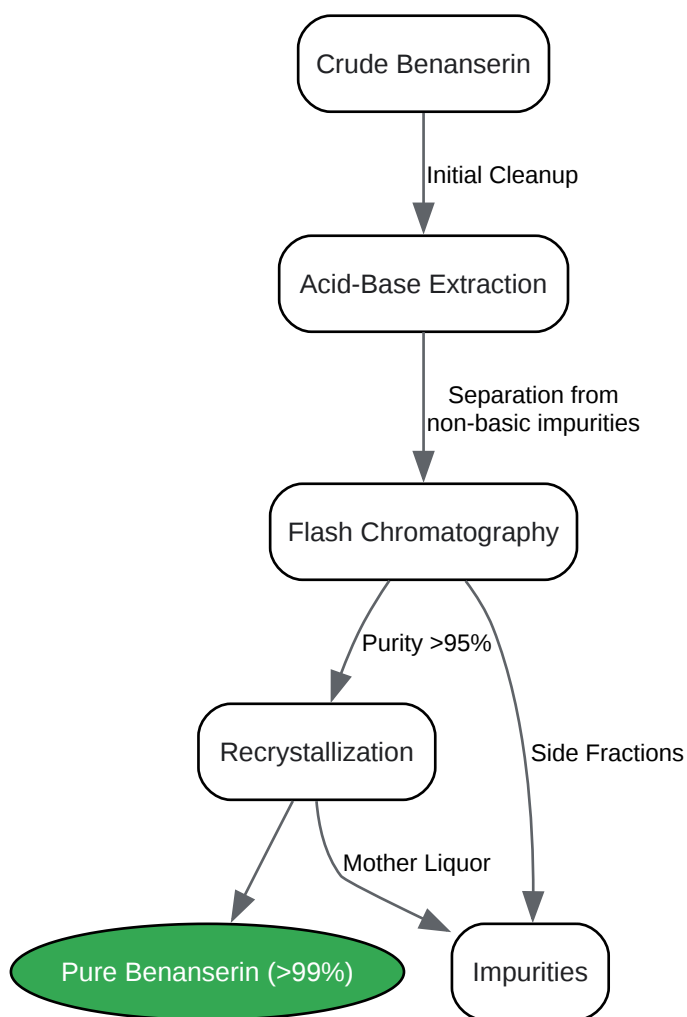 Crude Benanserin
Initial Cleanup
Acid-Base Extraction
Separation from
non-basic impurities
Flash Chromatography
Purity >95%
Recrystallization
Side Fractions
Mother Liquor
Pure Benanserin (>99%)
Impurities